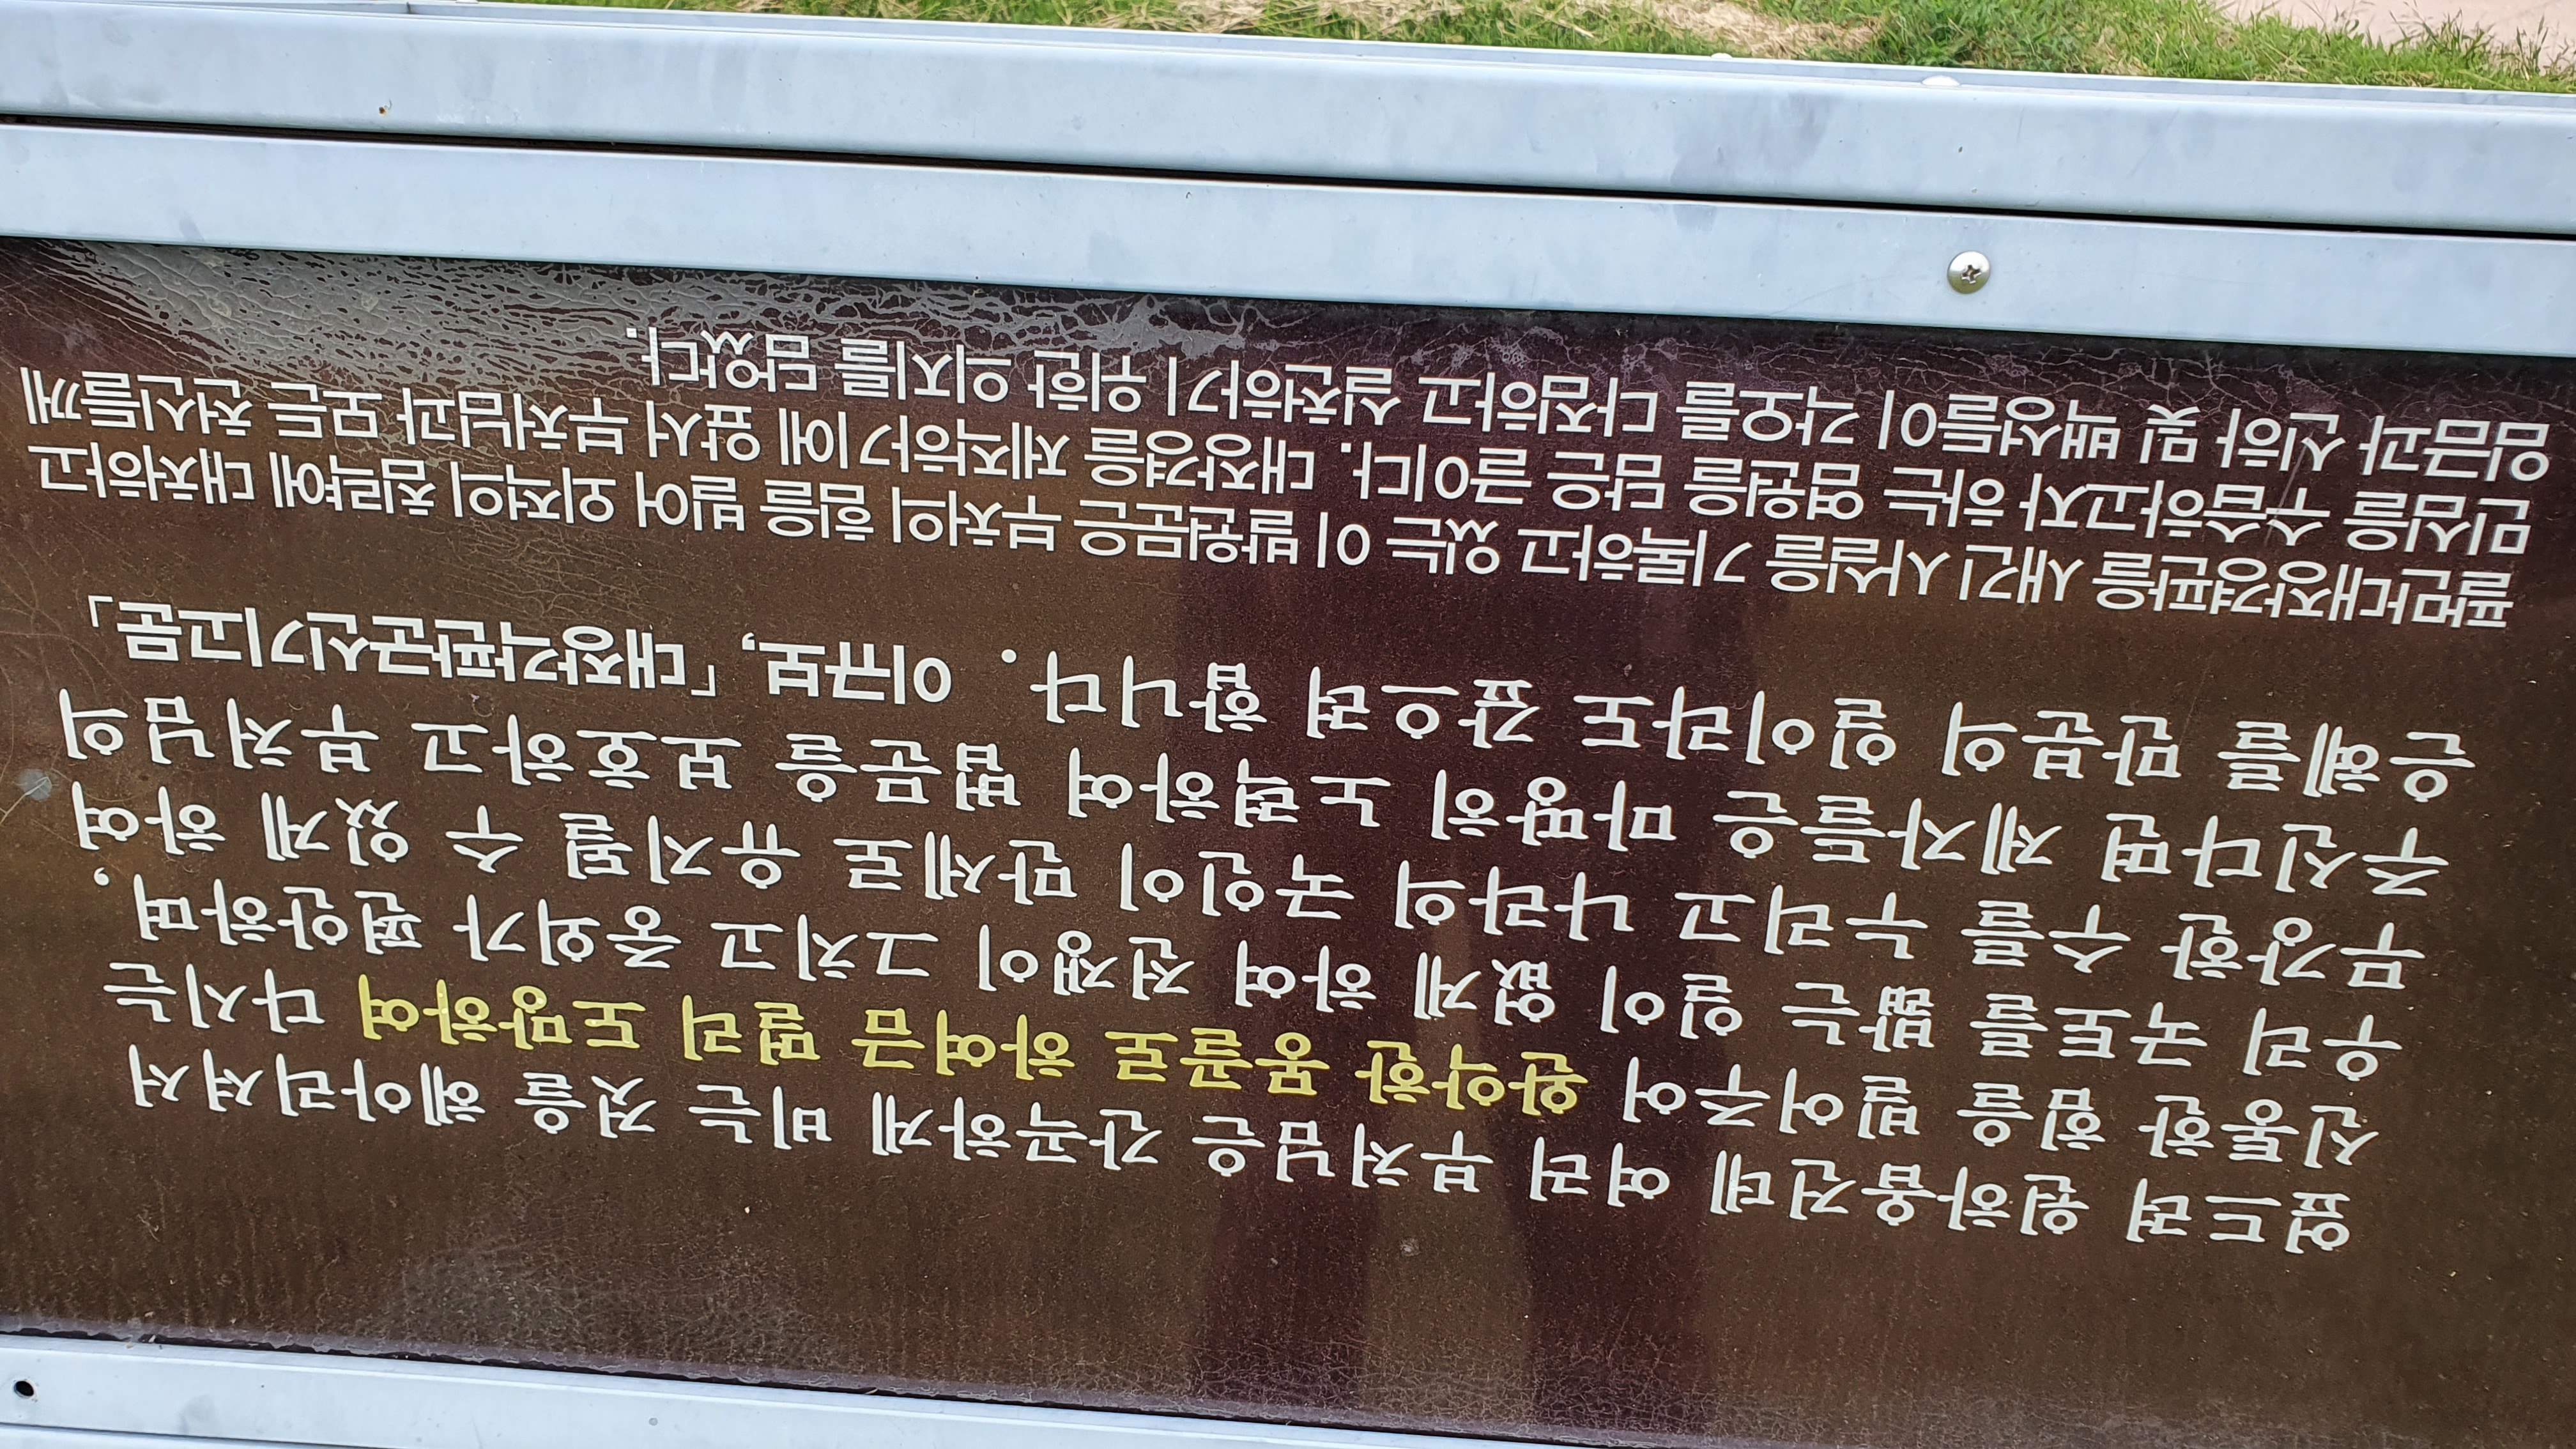 엎드려 원하옵건데 여러 부처님은 간곡하게 비는 것을 헤아리셔서
신통한 힘을 빌어주어 완악한 몽골로 하여금 멀리 도망하여 다시는
우리 국토를 밟는 일이 없게 하여 전쟁이 그치고 중외가 편안하며,
무강한 수를 누리고 나라의 국인이 만세로 유지될 수 있게 하여
주신다면 제자들은 마땅히 노력하여 법문을 보호하고 부처님의
은혜를 만분의 일이라도 갚으려 합니다. 이규보, 「대장각판군신기고문」
팔만대장경판을 새긴 사실을 기록하고 있는 이 발원문은 부처의 힘을 빌어 외적의 침략에 대처하고
민심을 수습하고자 하는 염원을 담은 글이다. 대장경을 제작하기에 앞서 부처님과 모든 천신들께
임금과 신하 및 백성들이 각오를 다짐하고 실천하기 위한 의지를 담았다.